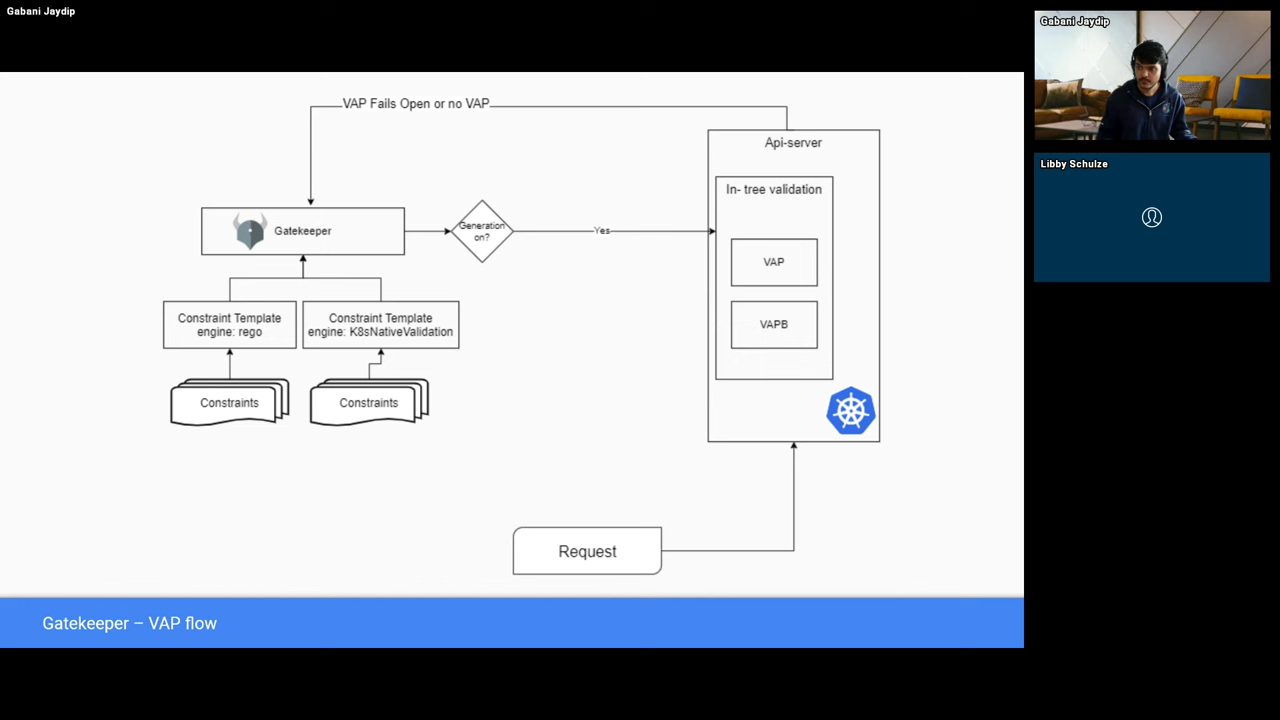 Gabani Jaydip
VAP Fails Open or no VAP
Api-server
In- tree validation
VAP
VAPB
Gatekeeper
Generation
on?
Yes
Constraint Template
engine: rego
Constraint Template
engine: K8sNativeValidation
Constraints
Constraints
Request
Gatekeeper – VAP flow
Gabani Jaydip
Libby Schulze